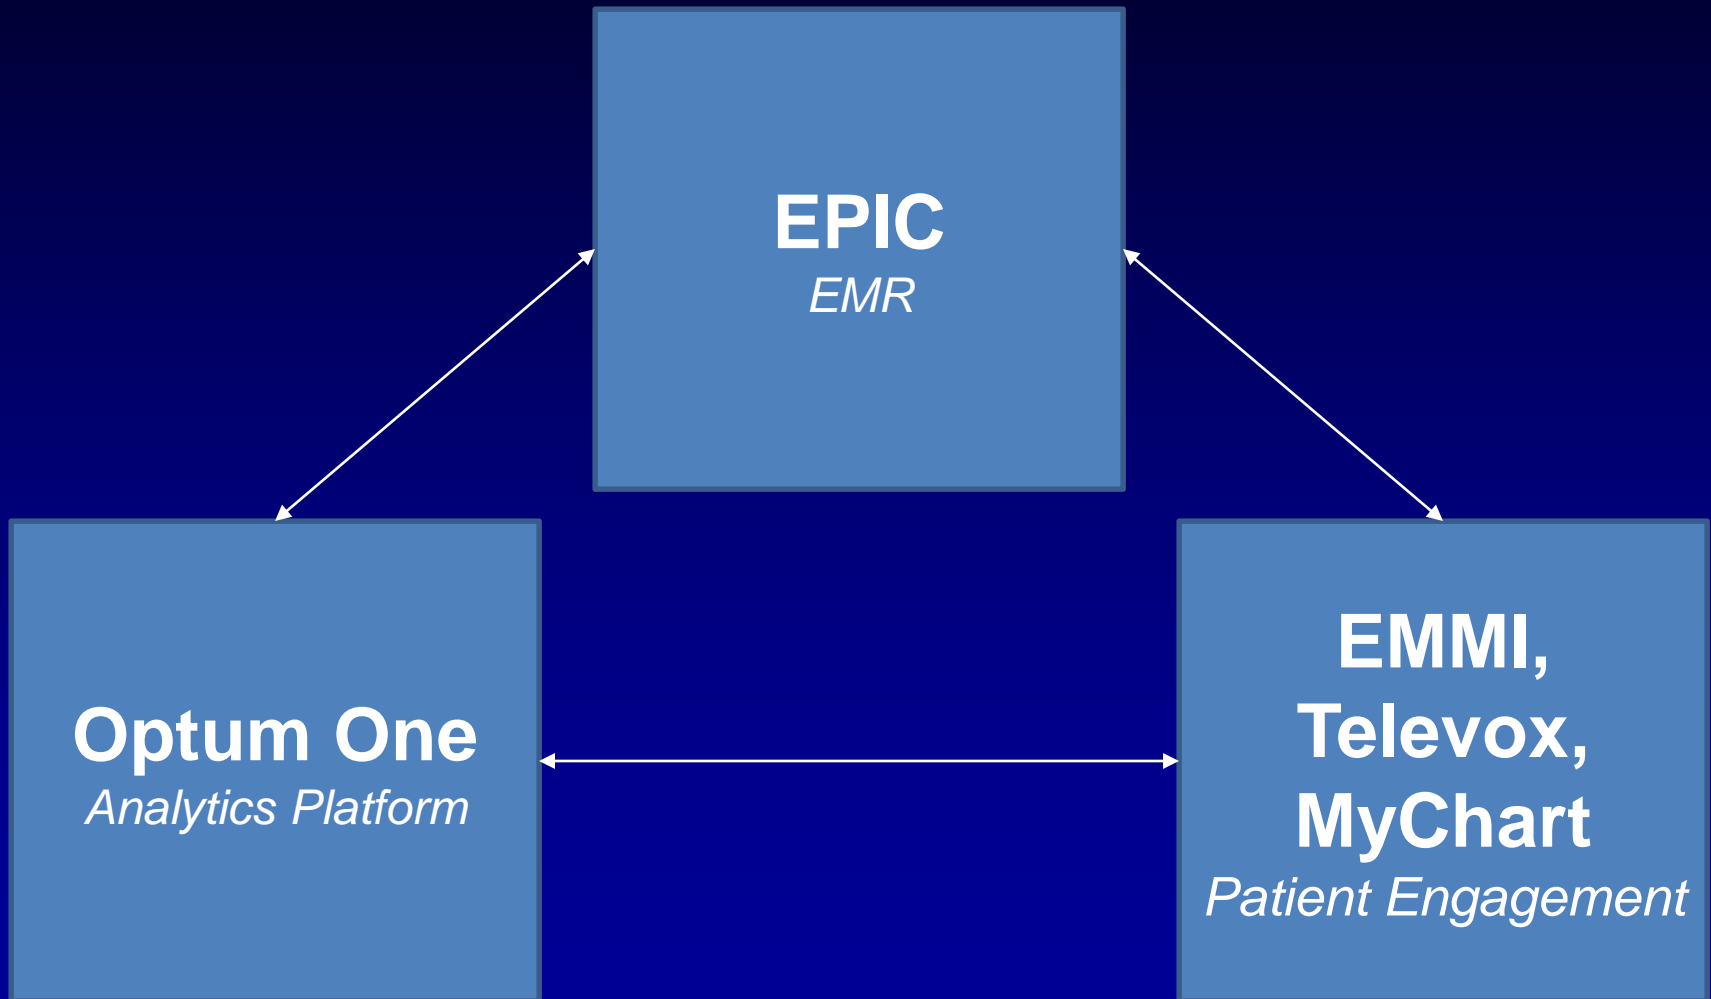 EPIC
EMR
Optum One
Analytics Platform
EMMI,
Televox,
MyChart
Patient Engagement